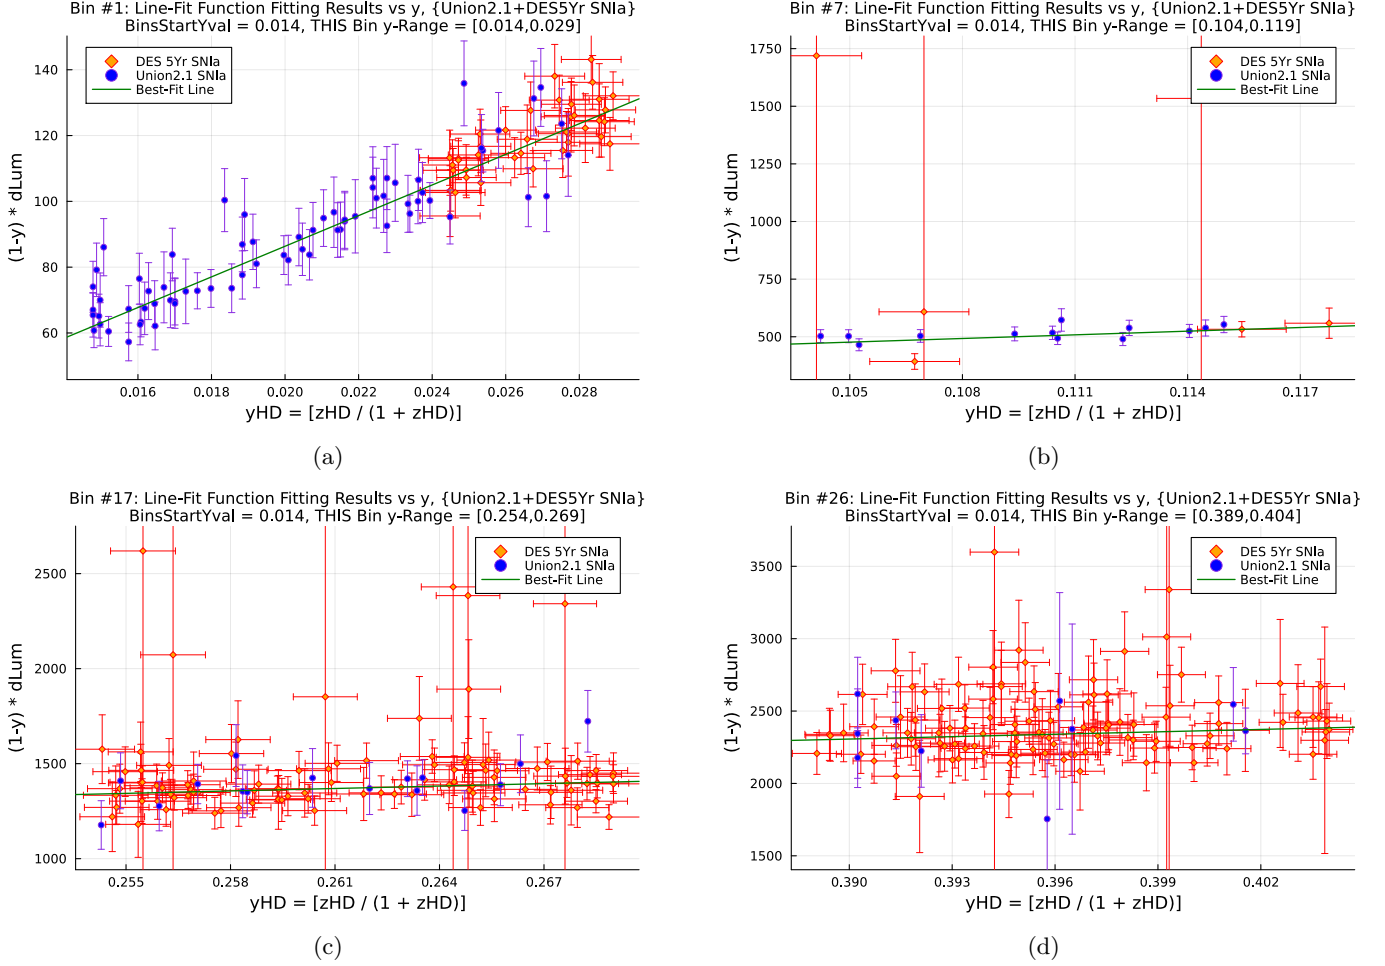 Bin #1: Line-Fit Function Fitting Results vs y, {Union2.1+DES5Yr SNIa}
BinsStartYval = 0.014, THIS Bin y-Range = [0.014,0.029]
DES 5Yr SNIa
Union2.1 SNIa
Best-Fit Line
140
120
100
80
60
(1-y) * dLum
0.016
0.018
0.020
0.022
0.024
0.026
0.028
yHD = [zHD / (1 + zHD)]
(a)
Bin #7: Line-Fit Function Fitting Results vs y, {Union2.1+DES5Yr SNIa}
BinsStartYval = 0.014, THIS Bin y-Range = [0.104,0.119]
DES 5Yr SNIa
Union2.1 SNIa
Best-Fit Line
1750
1500
1250
1000
750
500
(1-y) * dLum
0.105
0.108
0.111
0.114
0.117
yHD = [zHD / (1 + zHD)]
(b)
Bin #17: Line-Fit Function Fitting Results vs y, {Union2.1+DES5Yr SNIa}
BinsStartYval = 0.014, THIS Bin y-Range = [0.254,0.269]
DES 5Yr SNIa
Union2.1 SNIa
Best-Fit Line
2500
2000
1500
1000
(1-y) * dLum
0.255
0.258
0.261
0.264
0.267
yHD = [zHD / (1 + zHD)]
(c)
Bin #26: Line-Fit Function Fitting Results vs y, {Union2.1+DES5Yr SNIa}
BinsStartYval = 0.014, THIS Bin y-Range = [0.389,0.404]
DES 5Yr SNIa
Union2.1 SNIa
Best-Fit Line
3500
3000
2500
2000
1500
(1-y) * dLum
0.390
0.393
0.396
0.399
0.402
yHD = [zHD / (1 + zHD)]
(d)